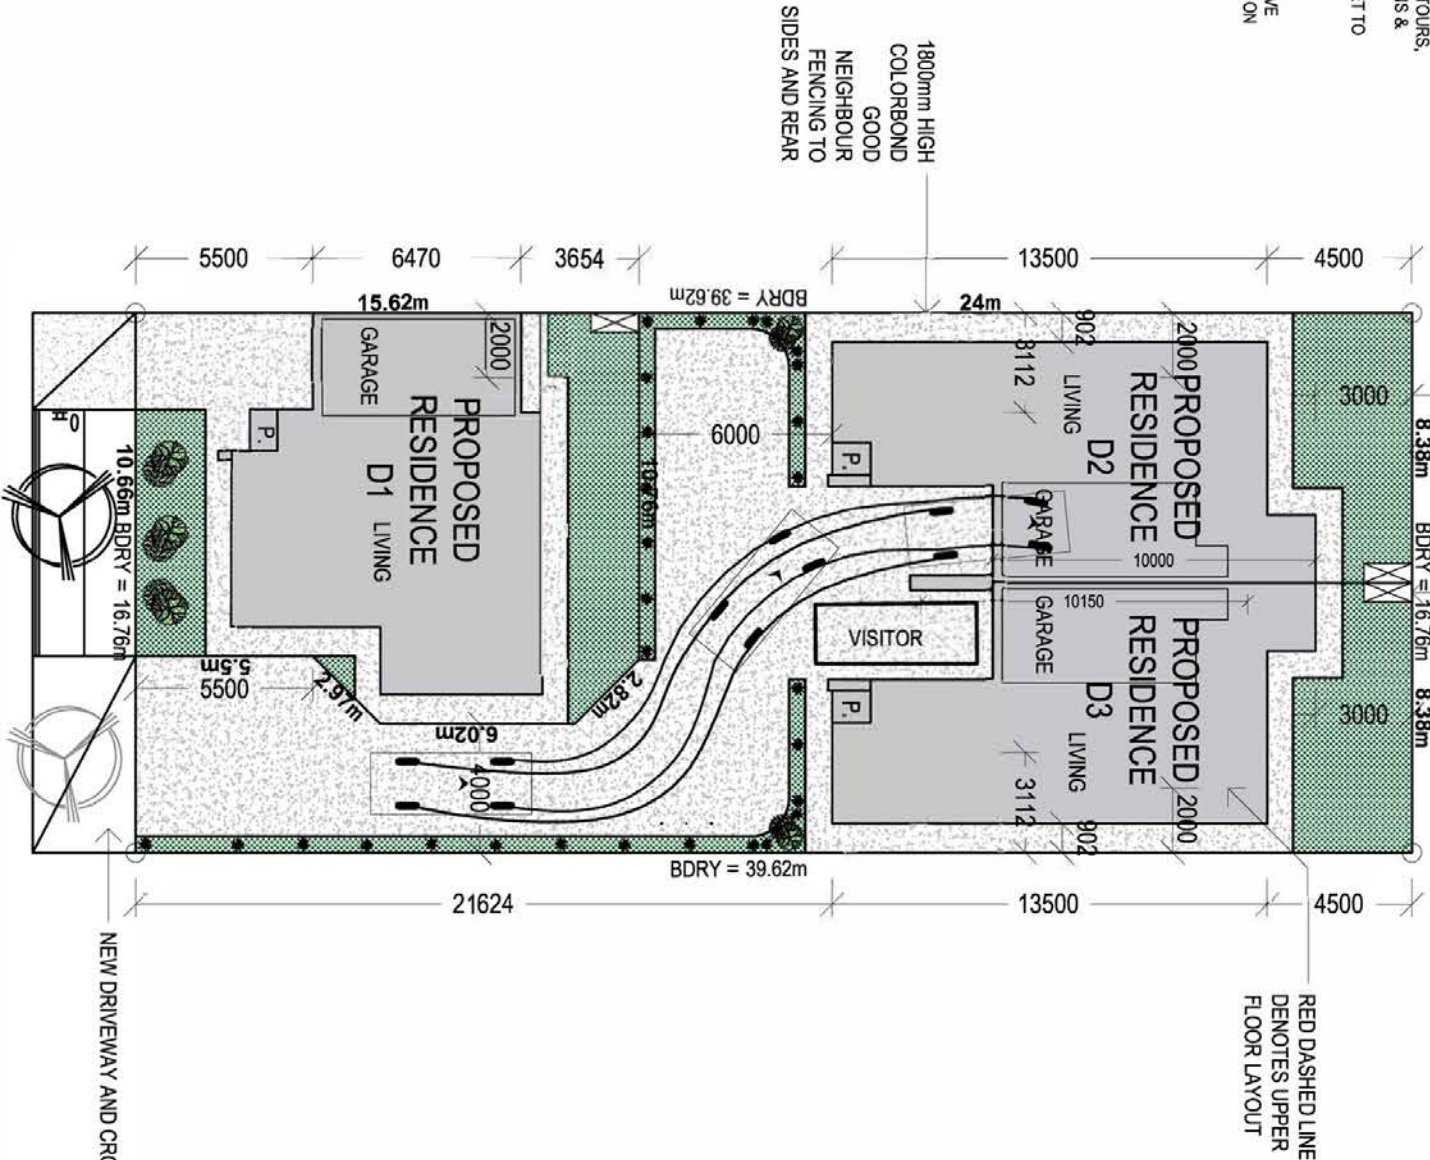 TOURS,
IS &
ET TO
VE
ON
1800mm HIGH
COLORBOND
GOOD
NEIGHBOUR
FENCING TO
SIDES AND REAR
5500
6470
3654
13500
4500
15.62m
BDRY = 39.62m
24m
GARAGE
2000
PROPOSED
RESIDENCE
D1
LIVING
P.
10.66m
BDRY = 16.76m
5.5m
5500
2.97m
6.02m
2.82m
4000
6000
902
3112
2000
LIVING
PROPOSED
RESIDENCE
D2
P.
GARAGE
10000
10150
GARAGE
VISITOR
PROPOSED
RESIDENCE
D3
P.
LIVING
3112
902
2000
3000
8.38m
BDRY = 16.76m
3000
8.38m
BDRY = 39.62m
21624
13500
4500
NEW DRIVEWAY AND CRO
RED DASHED LINE
DENOTES UPPER
FLOOR LAYOUT